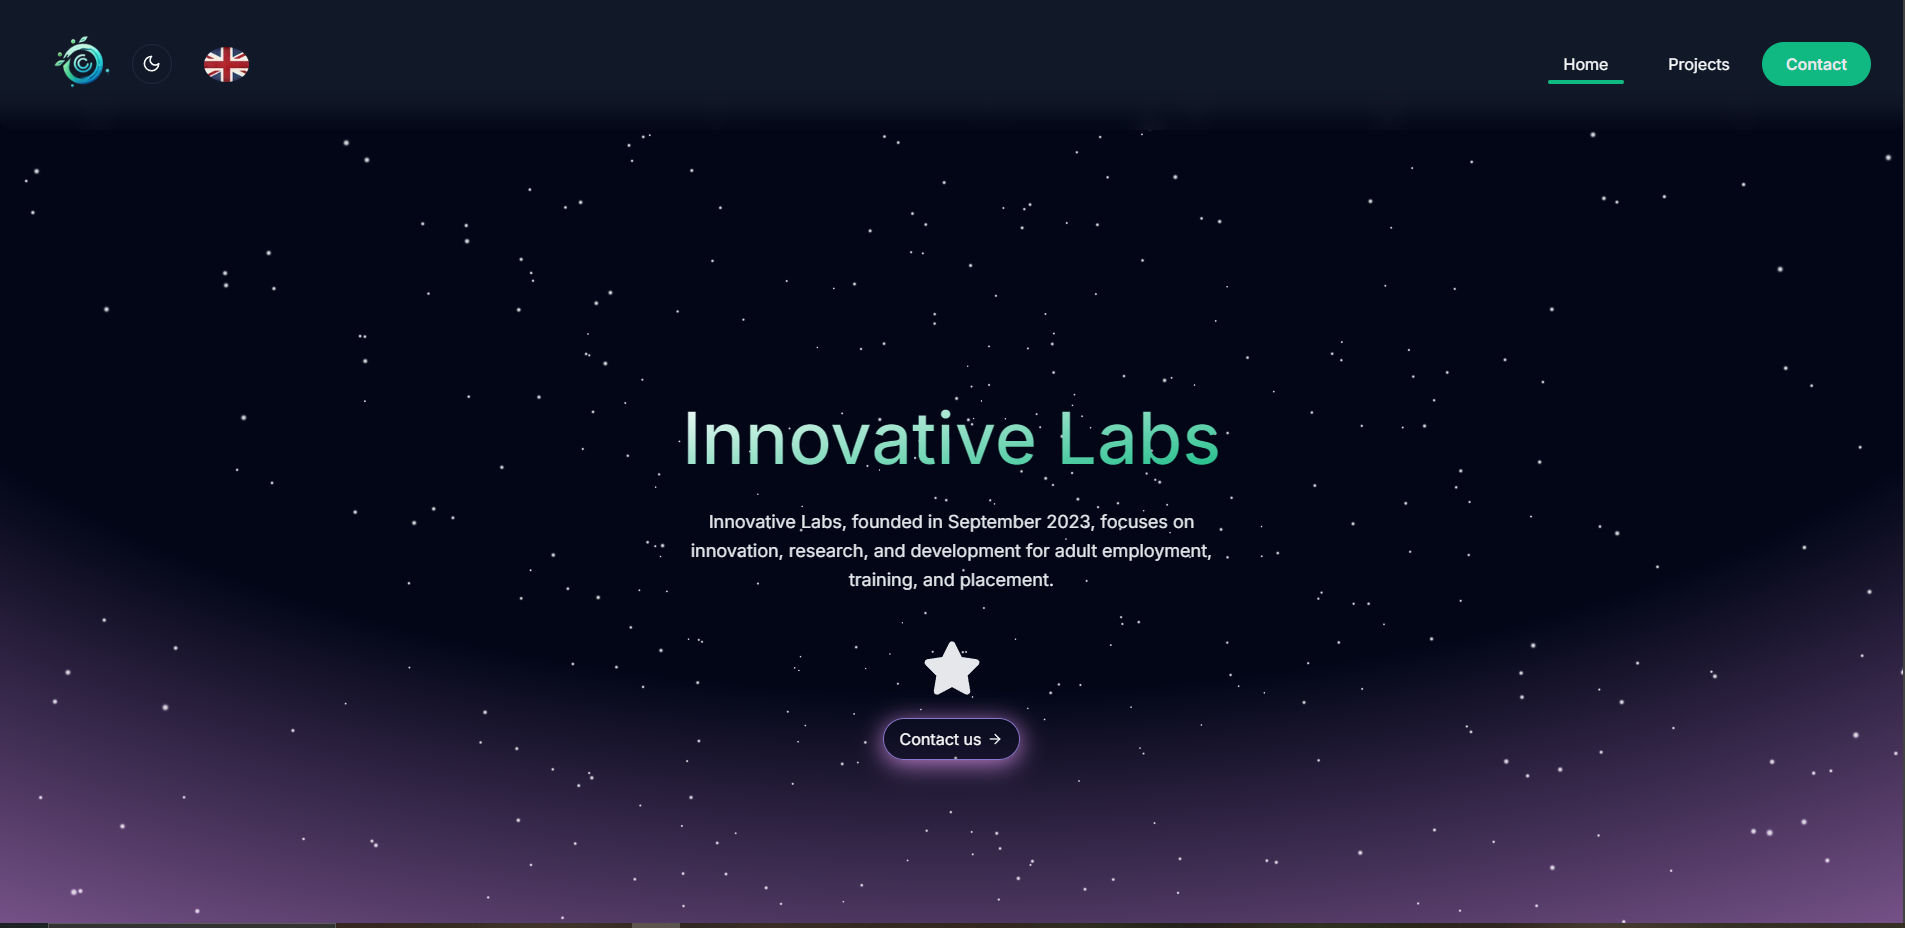 Home
Projects
Contact
Innovative Labs
Innovative Labs, founded in September 2023, focuses on
innovation, research, and development for adult employment,
training, and placement.
Contact us →